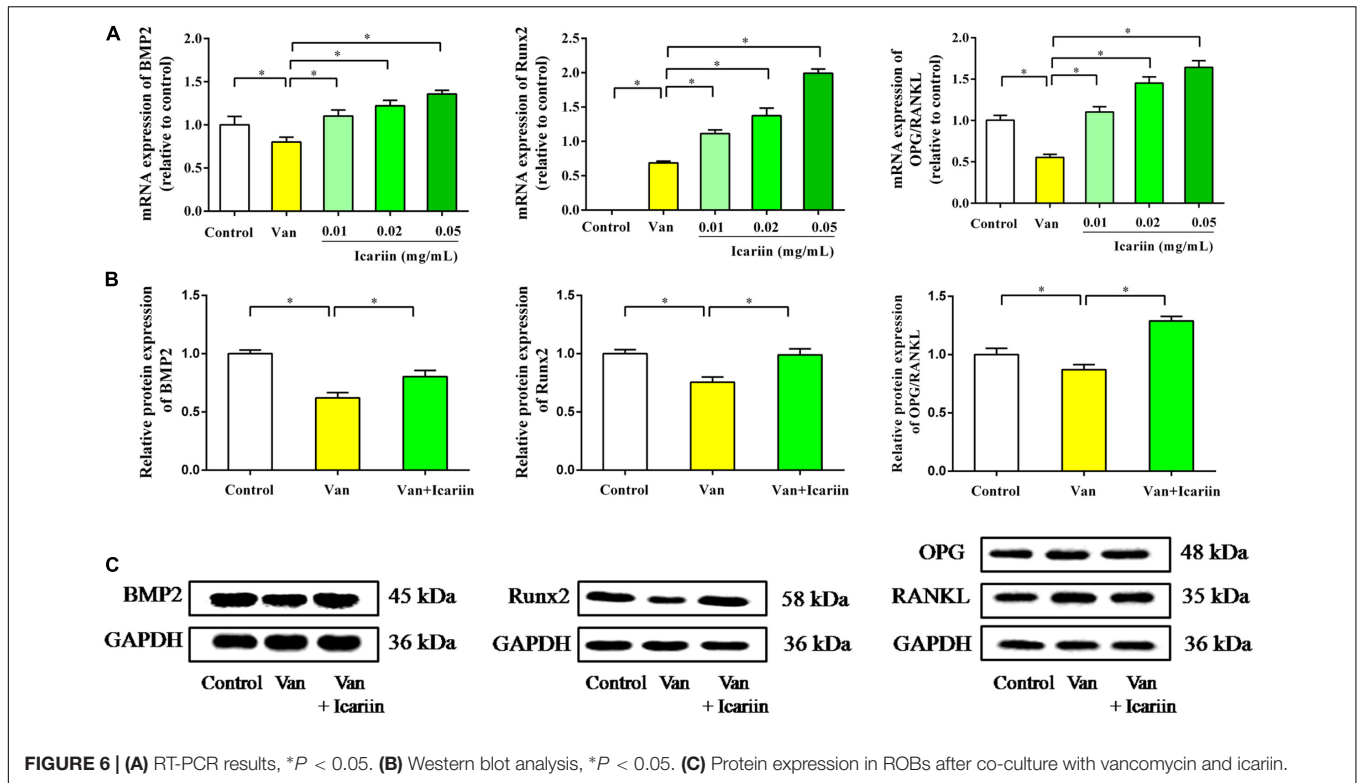 A
mRNA expression of BMP2
(relative to control)
2.0
1.5
1.0
0.5
0.0
* * * *
Control Van 0.01 0.02 0.05
Icariin (mg/mL)
mRNA expression of Runx2
(relative to control)
2.5
2.0
1.5
1.0
0.5
0.0
* * * *
Control Van 0.01 0.02 0.05
Icariin (mg/mL)
mRNA expression of
OPG/RANKL
(relative to control)
2.0
1.5
1.0
0.5
0.0
* * * *
Control Van 0.01 0.02 0.05
Icariin (mg/mL)
B
Relative protein expression
of BMP2
1.5
1.0
0.5
0.0
* *
Control Van Van+Icariin
Relative protein expression
of Runx2
1.5
1.0
0.5
0.0
* *
Control Van Van+Icariin
Relative protein expression
of OPG/RANKL
1.5
1.0
0.5
0.0
* *
Control Van Van+Icariin
C
BMP2 45 kDa
GAPDH 36 kDa
Control Van Van
+ Icariin
Runx2 58 kDa
GAPDH 36 kDa
Control Van Van
+ Icariin
OPG 48 kDa
RANKL 35 kDa
GAPDH 36 kDa
Control Van Van
+ Icariin
FIGURE 6 | (A) RT-PCR results, *P < 0.05. (B) Western blot analysis, *P < 0.05. (C) Protein expression in ROBs after co-culture with vancomycin and icariin.